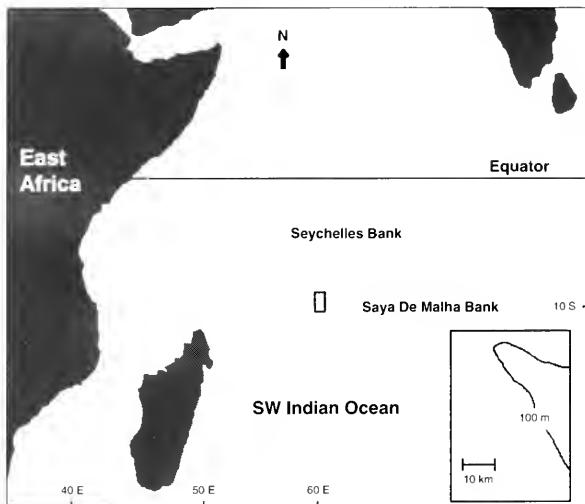 N
East
Africa
Equator
Seychelles Bank
Saya De Malha Bank
10 S
SW Indian Ocean
100 m
10 km
40 E
50 E
60 E